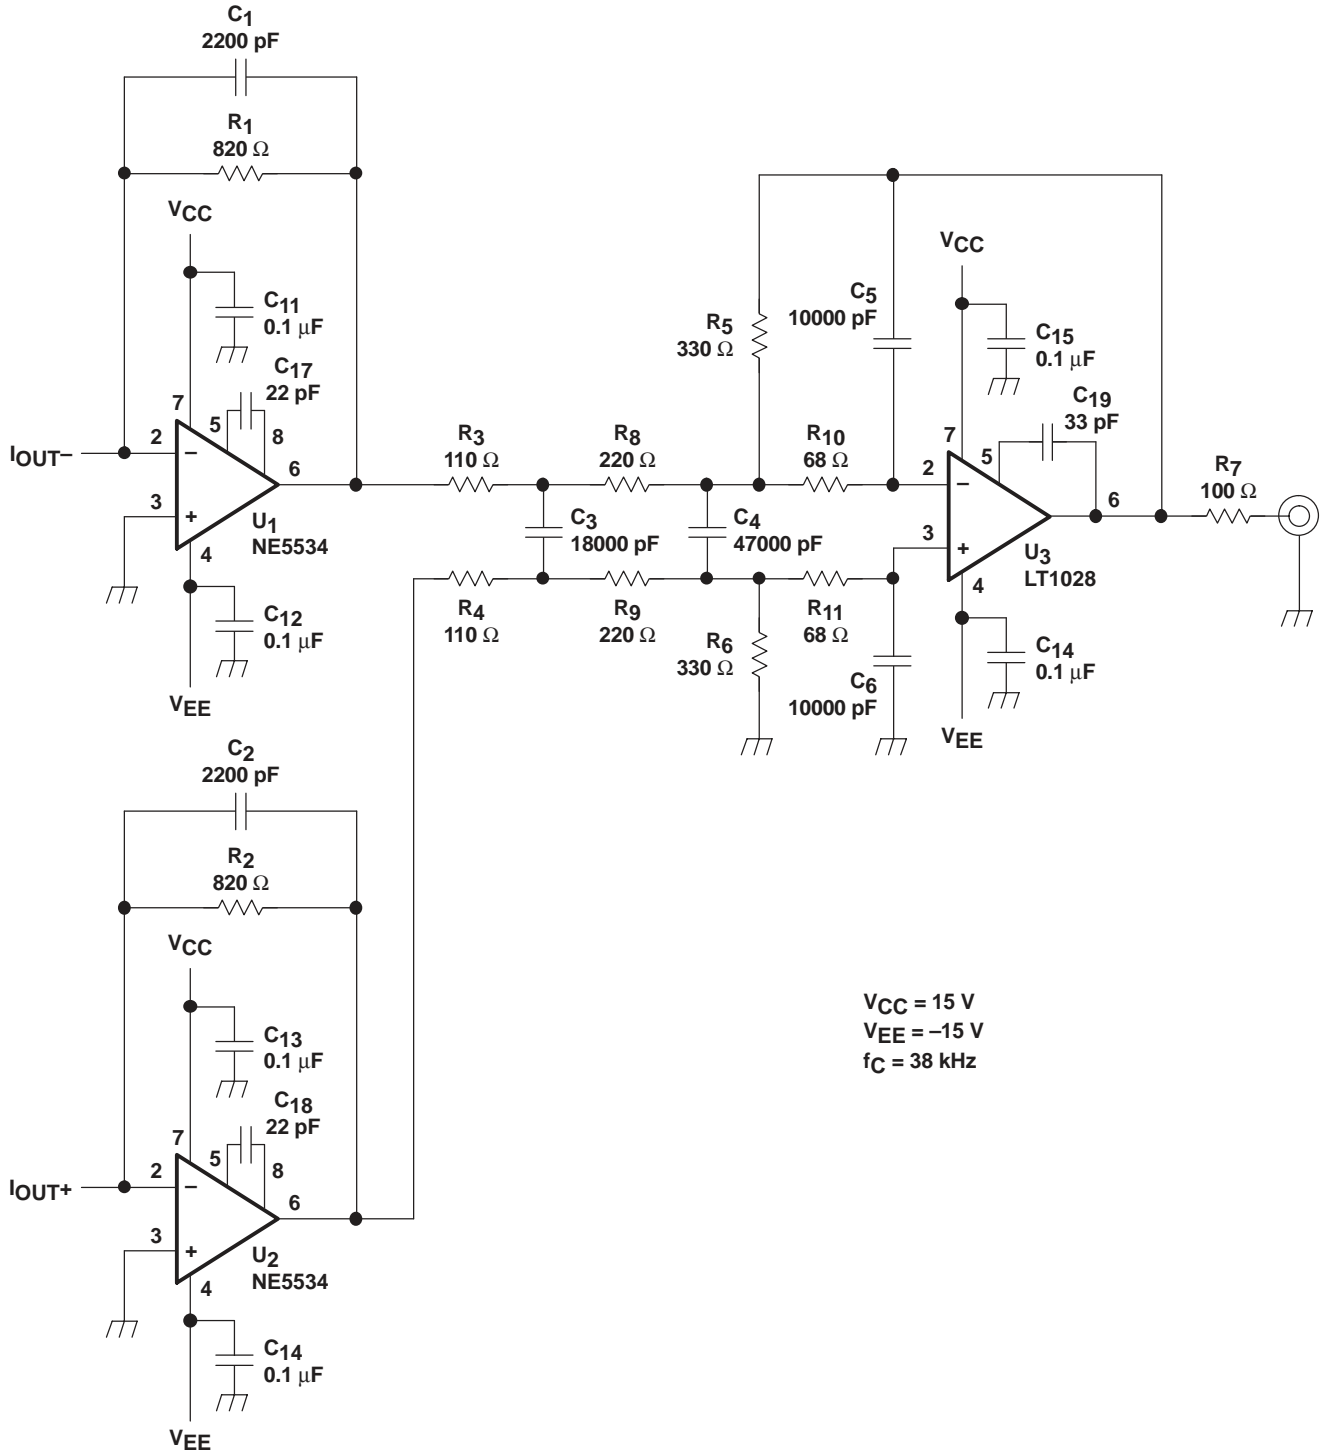 C1
2200 pF
R1
820 Ω
VCC
C11
0.1 μF
C17
22 pF
7
5
8
2
6
IOUT–
–
3
+
4
U1
NE5534
C12
0.1 μF
VEE
R3
110 Ω
R8
220 Ω
R10
68 Ω
R5
330 Ω
C5
10000 pF
C3
18000 pF
C4
47000 pF
R4
110 Ω
R9
220 Ω
R11
68 Ω
R6
330 Ω
C6
10000 pF
VCC
C15
0.1 μF
C19
33 pF
7
5
2
–
6
3
+
4
U3
LT1028
R7
100 Ω
C14
0.1 μF
VEE
C2
2200 pF
R2
820 Ω
VCC
C13
0.1 μF
C18
22 pF
7
5
8
2
6
IOUT+
–
3
+
4
U2
NE5534
C14
0.1 μF
VEE
VCC = 15 V
VEE = –15 V
fC = 38 kHz